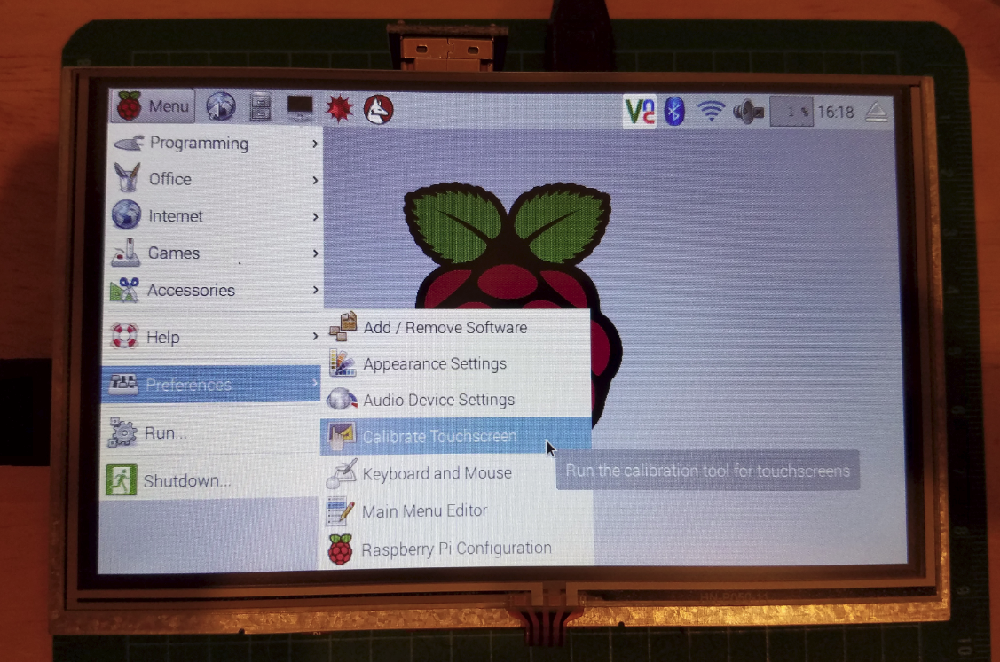 Menu
VNC
1 %
16:18
Programming
Office
Internet
Games
Accessories
Help
Preferences
Run...
Shutdown...
Add / Remove Software
Appearance Settings
Audio Device Settings
Calibrate Touchscreen
Keyboard and Mouse
Main Menu Editor
Raspberry Pi Configuration
Run the calibration tool for touchscreens
10